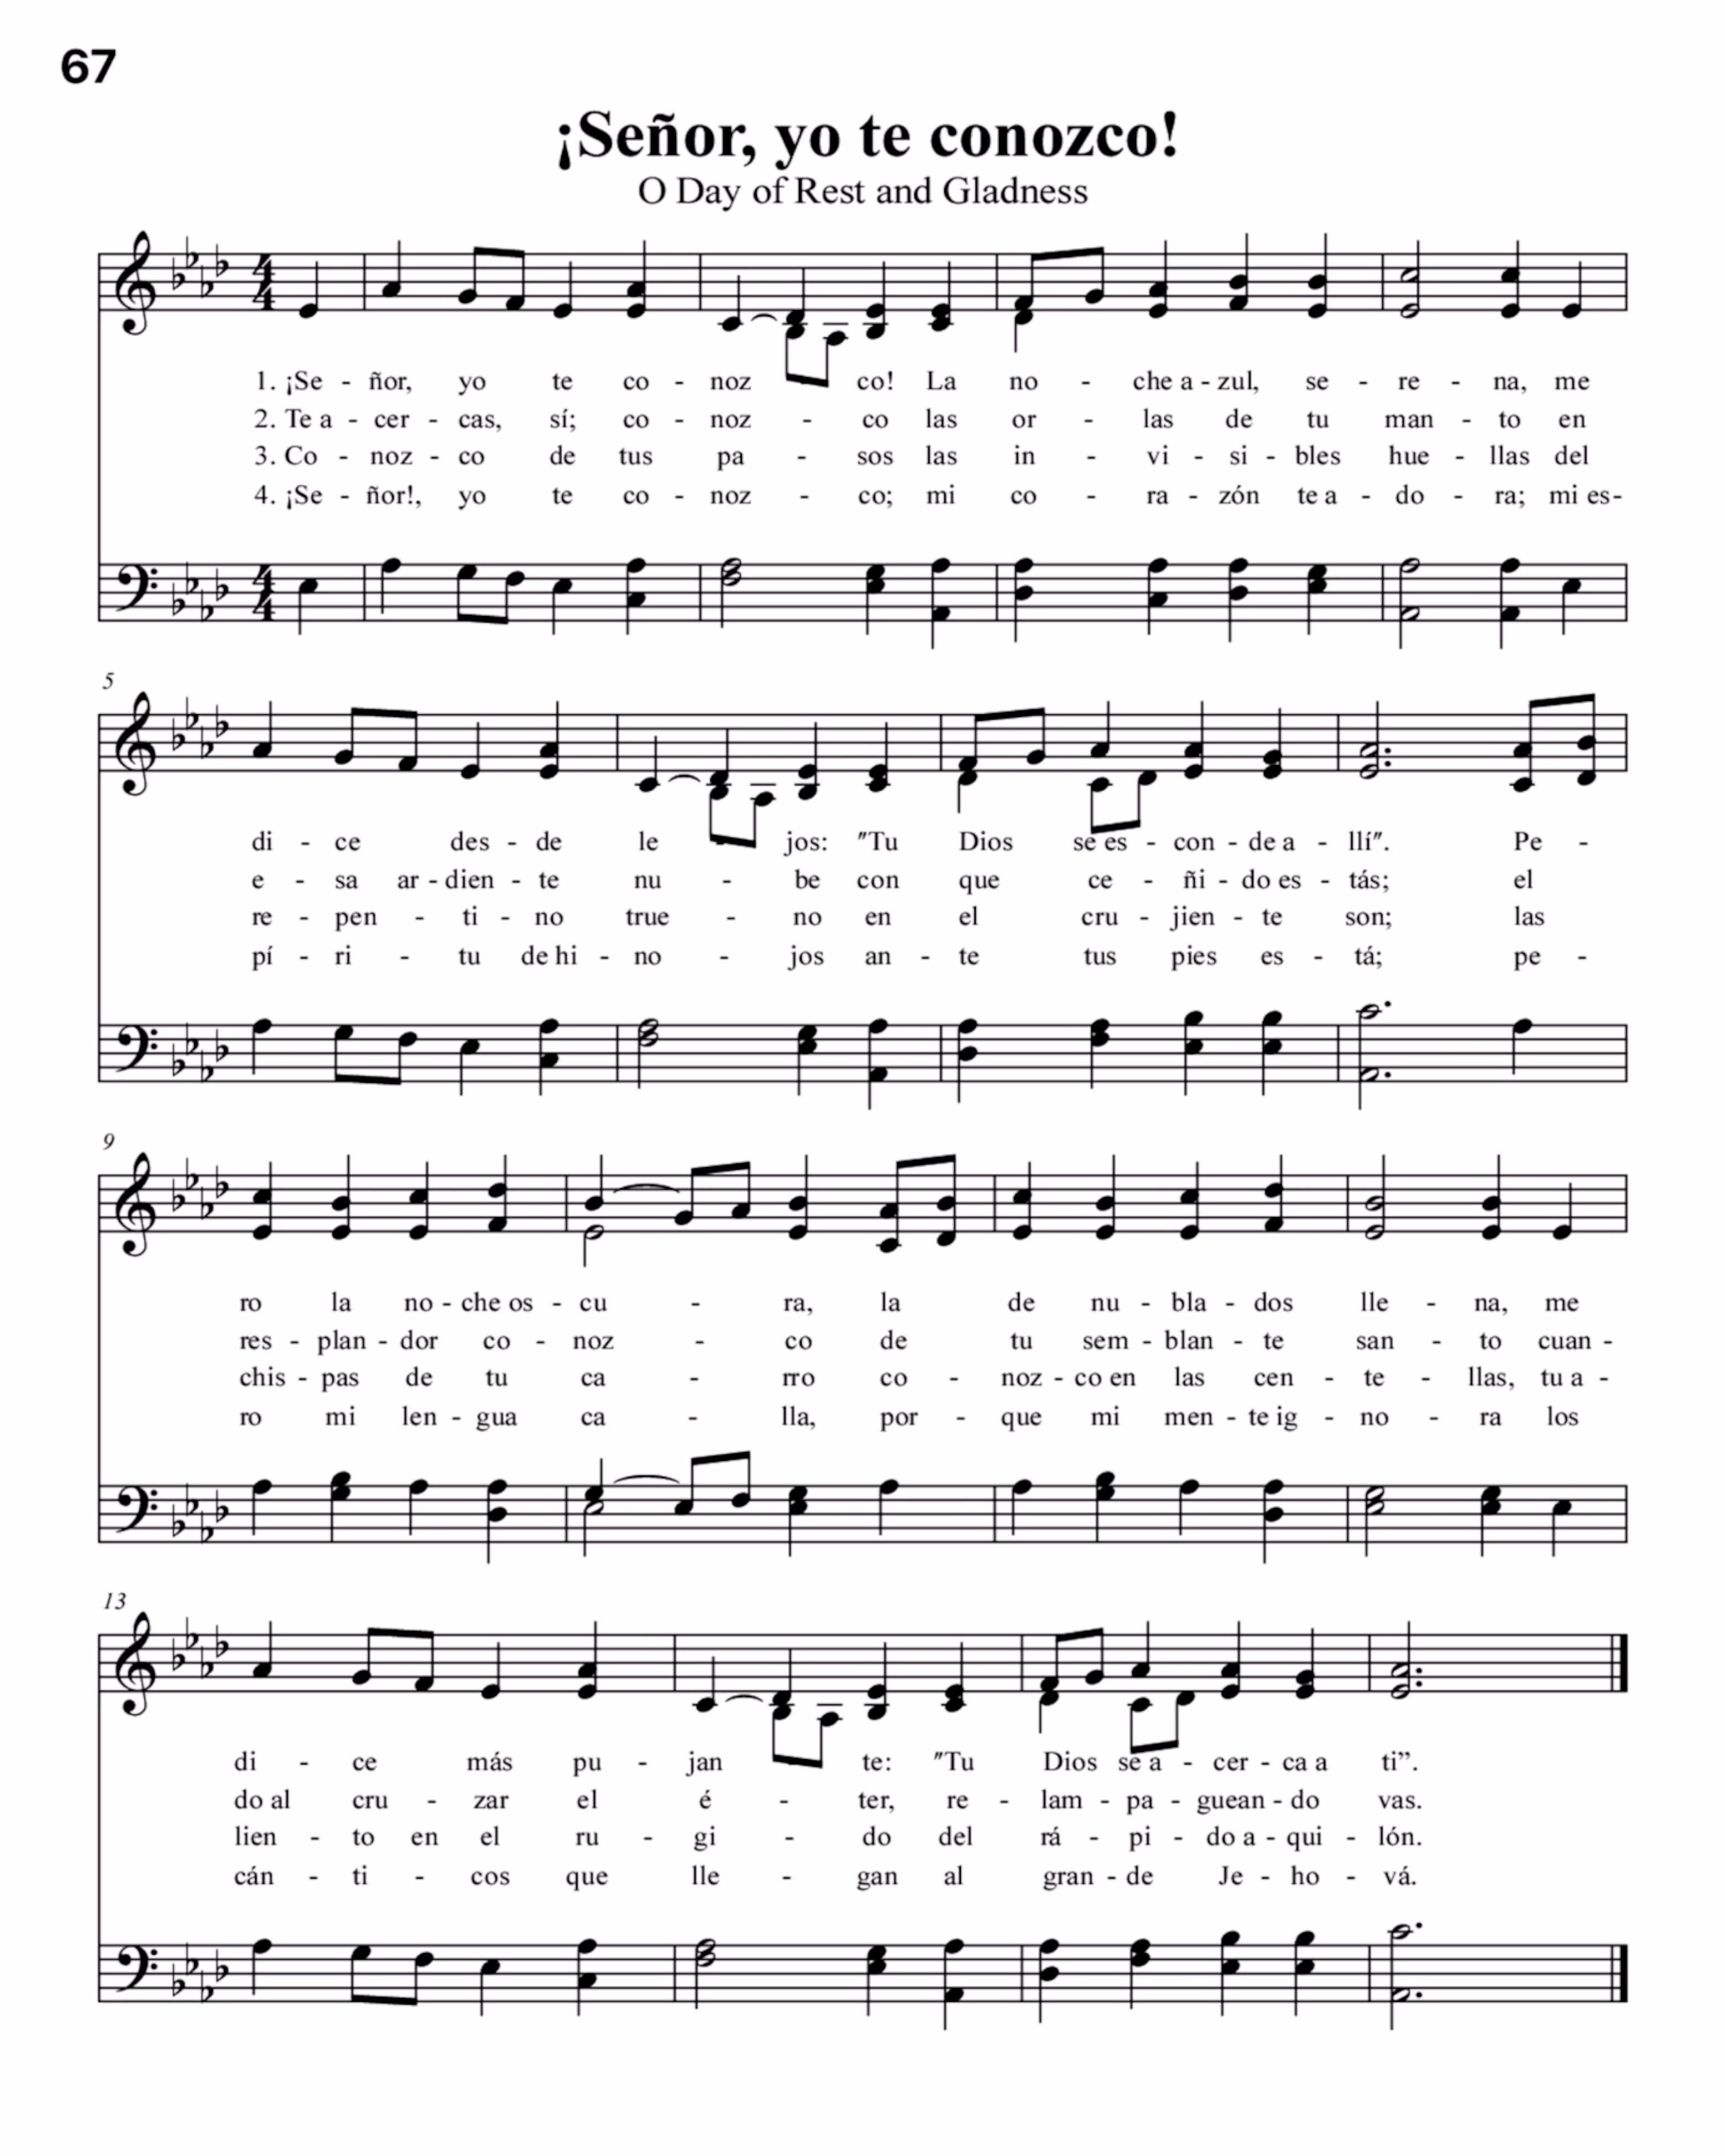 67
¡Señor, yo te conozco!
O Day of Rest and Gladness
4
4
1. ¡Se - ñor, yo te co - noz - co! La no - che a - zul, se - re - na, me
2. Te a - cer - cas, sí; co - noz - co las or - las de tu man - to en
3. Co - noz - co de tus pa - sos las in - vi - si - bles hue - llas del
4. ¡Se - ñor!, yo te co - noz - co; mi co - ra - zón te a - do - ra; mi es-
4
4
5
di - ce des - de le - jos: "Tu Dios se es - con - de a - llí". Pe -
e - sa ar - dien - te nu - be con que ce - ñi - do es - tás; el
re - pen - ti - no true - no en el cru - jien - te son; las
pí - ri - tu de hi - no - jos an - te tus pies es - tá; pe -
9
ro la no - che os - cu - ra, la de nu - bla - dos lle - na, me
res - plan - dor co - noz - co de tu sem - blan - te san - to cuan -
chis - pas de tu ca - rro co - noz - co en las cen - te - llas, tu a -
ro mi len - gua ca - lla, por - que mi men - te ig - no - ra los
13
di - ce más pu - jan - te: "Tu Dios se a - cer - ca a ti”.
do al cru - zar el é - ter, re - lam - pa - guean - do vas.
lien - to en el ru - gi - do del rá - pi - do a - qui - lón.
cán - ti - cos que lle - gan al gran - de Je - ho - vá.